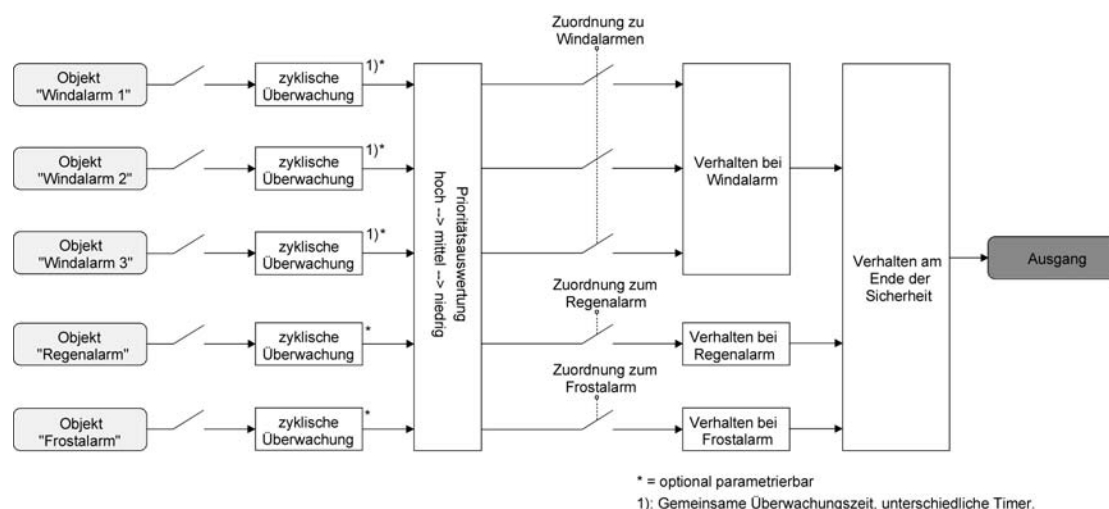 Zuordnung zu
Windalarmen
Objekt
"Windalarm 1"
zyklische
Überwachung
1)*
Objekt
"Windalarm 2"
zyklische
Überwachung
1)*
Objekt
"Windalarm 3"
zyklische
Überwachung
1)*
Prioritätsauswertung
hoch --> mittel --> niedrig
Verhalten bei
Windalarm
Verhalten am
Ende der
Sicherheit
Ausgang
Zuordnung zum
Regenalarm
Objekt
"Regenalarm"
zyklische
Überwachung
*
Verhalten bei
Regenalarm
Zuordnung zum
Frostalarm
Objekt
"Frostalarm"
zyklische
Überwachung
*
Verhalten bei
Frostalarm
* = optional parametrierbar
1): Gemeinsame Überwachungszeit, unterschiedliche Timer.